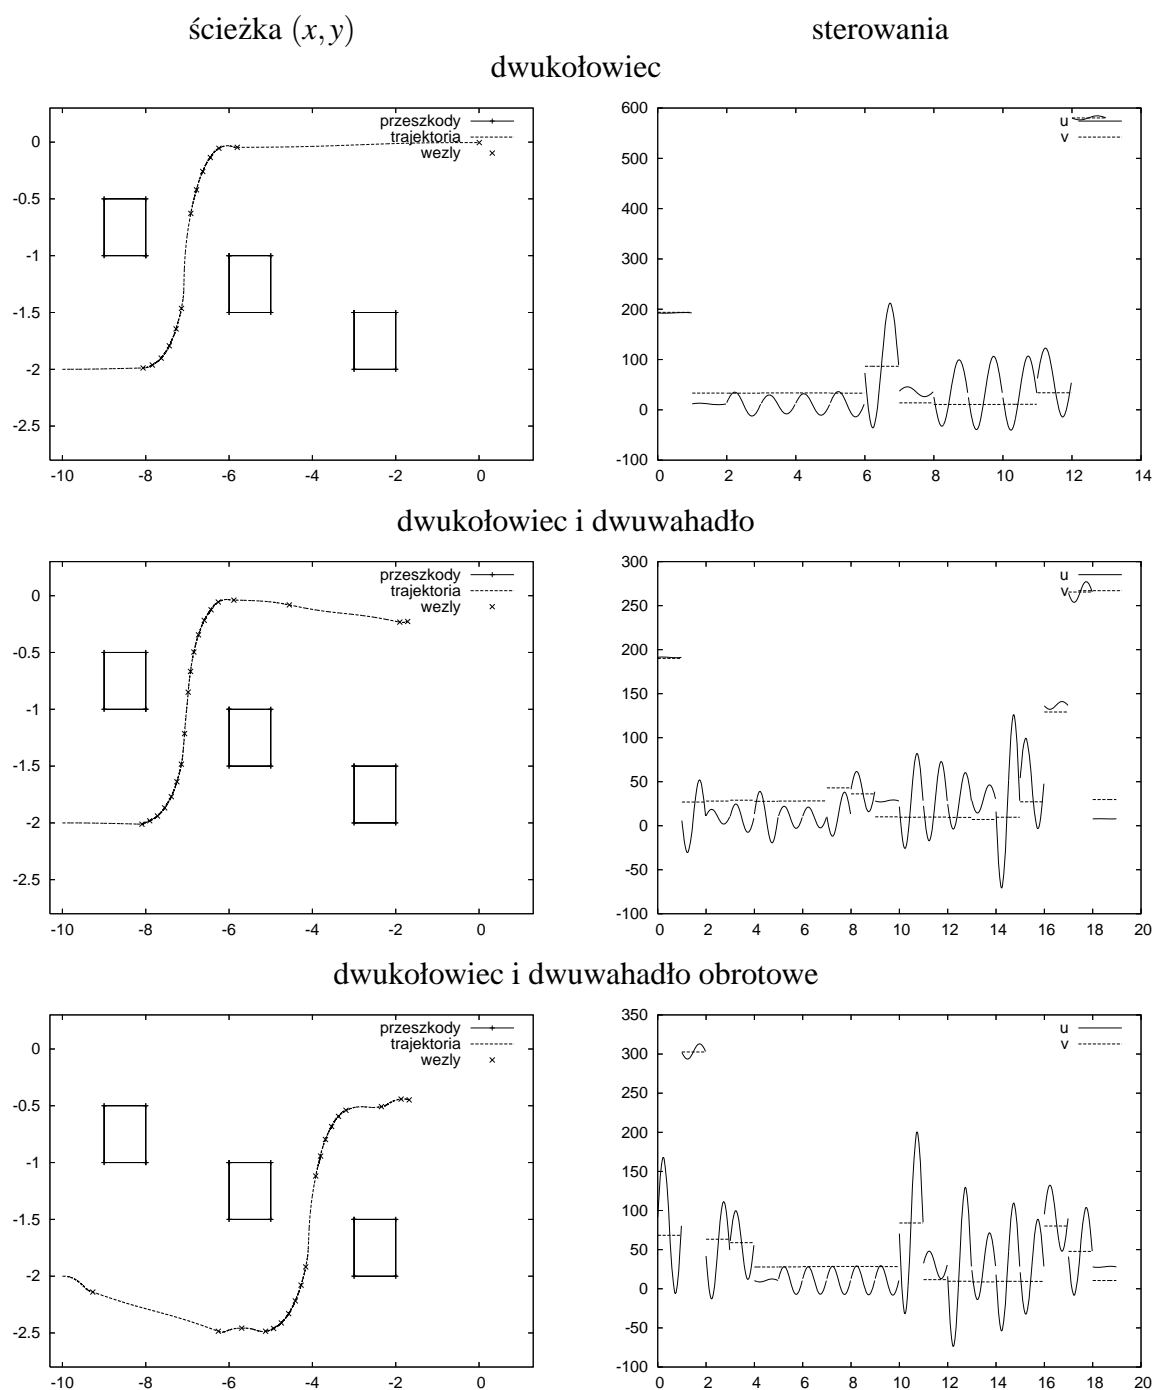 ścieżka (x,y) sterowania
dwukołowiec
przeszkody
trajektoria
wezly
0
-0.5
-1
-1.5
-2
-2.5
-10 -8 -6 -4 -2 0
u
v
600
500
400
300
200
100
0
-100
0 2 4 6 8 10 12 14
dwukołowiec i dwuwahadło
przeszkody
trajektoria
wezly
0
-0.5
-1
-1.5
-2
-2.5
-10 -8 -6 -4 -2 0
u
v
300
250
200
150
100
50
0
-50
-100
0 2 4 6 8 10 12 14 16 18 20
dwukołowiec i dwuwahadło obrotowe
przeszkody
trajektoria
wezly
0
-0.5
-1
-1.5
-2
-2.5
-10 -8 -6 -4 -2 0
u
v
350
300
250
200
150
100
50
0
-50
-100
0 2 4 6 8 10 12 14 16 18 20